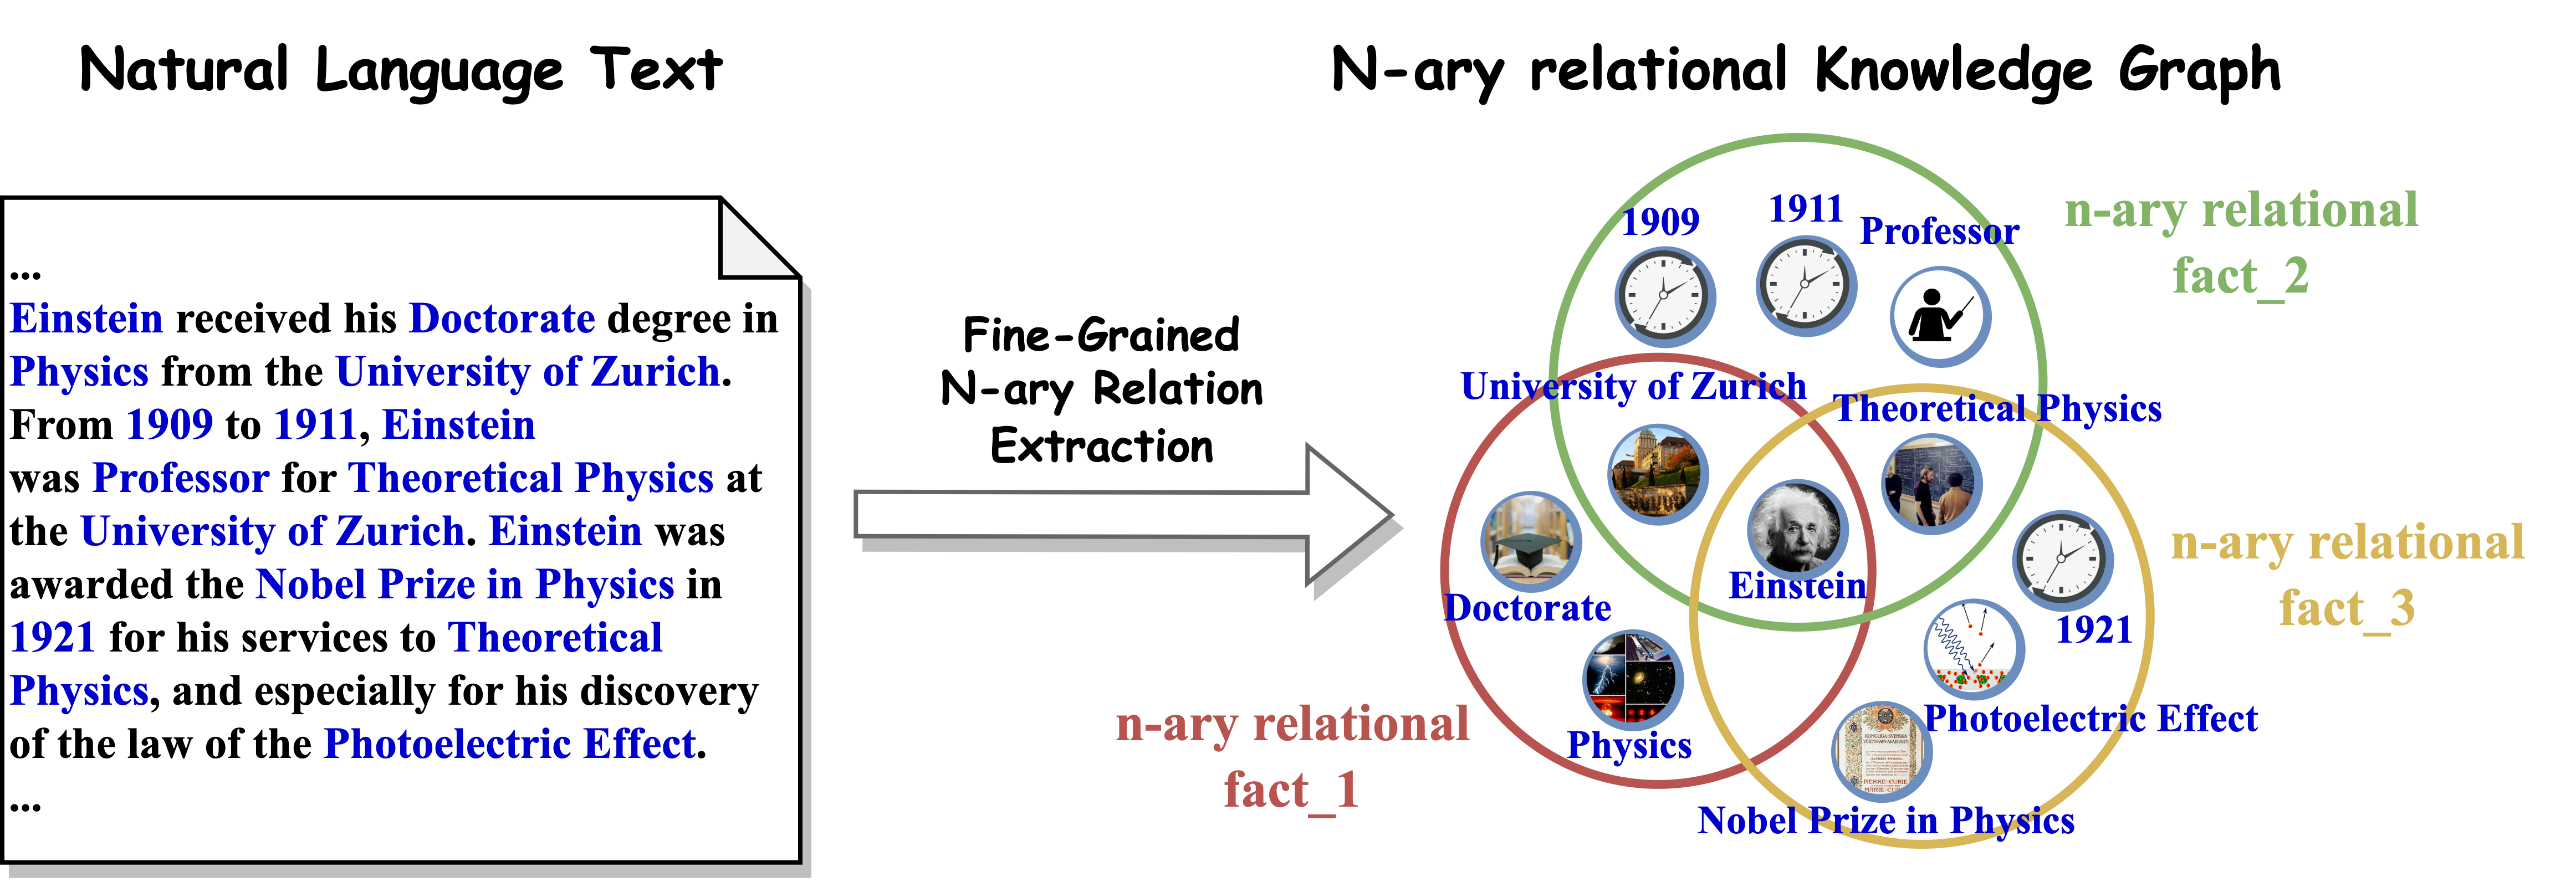 Natural Language Text
...
Einstein received his Doctorate degree in
Physics from the University of Zurich.
From 1909 to 1911, Einstein
was Professor for Theoretical Physics at
the University of Zurich. Einstein was
awarded the Nobel Prize in Physics in
1921 for his services to Theoretical
Physics, and especially for his discovery
of the law of the Photoelectric Effect.
...
Fine-Grained
N-ary Relation
Extraction
N-ary relational Knowledge Graph
1909
1911
Professor
n-ary relational
fact_2
University of Zurich
Theoretical Physics
Einstein
Doctorate
Physics
n-ary relational
fact_1
1921
n-ary relational
fact_3
Photoelectric Effect
Nobel Prize in Physics
PIERRE CURIE
MARIE CURIE